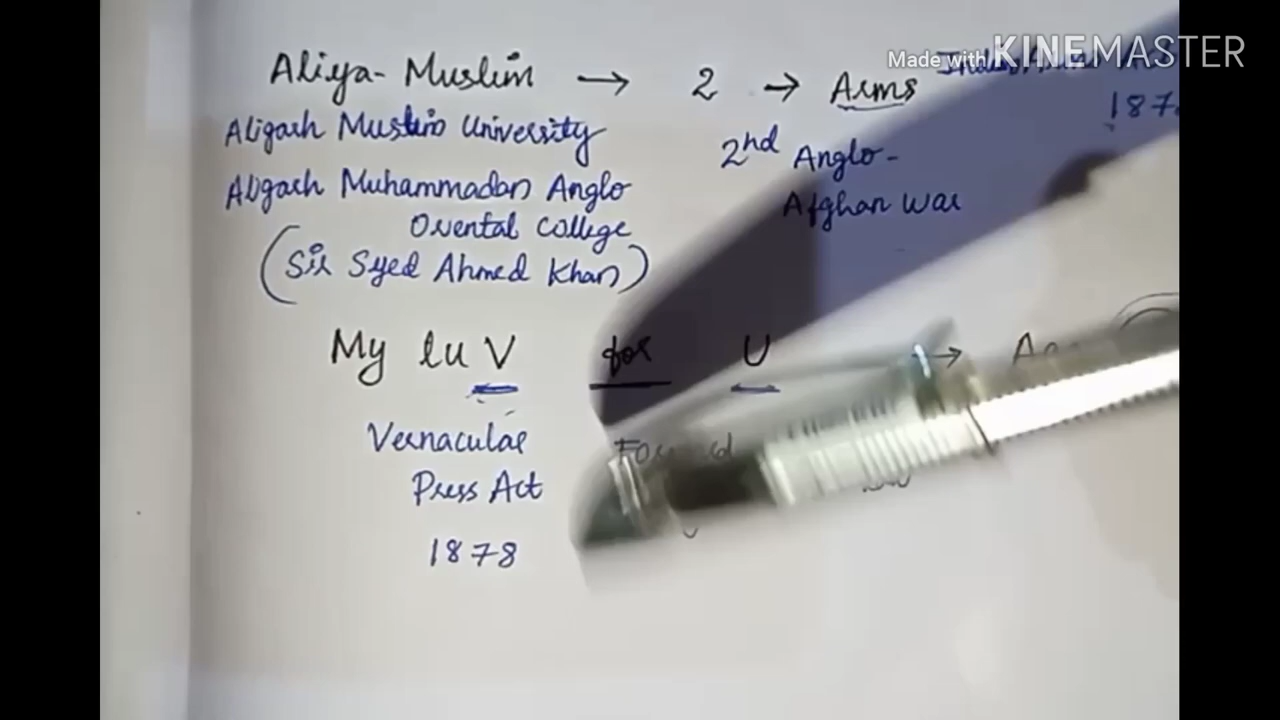 Made with KINEMASTER
Aliya- Muslim → 2 → Arms
187
Aligarh Muslim University
2nd Anglo-
Afghan war
Aligarh Muhammadan Anglo
Oriental College
(Sir Syed Ahmed Khan)
My luV for U →
Vernacular
Press Act
1878